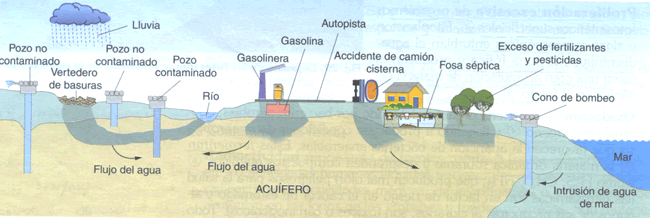 Lluvia
Autopista
Pozo no
contaminado
Pozo no
contaminado
Pozo
contaminado
Vertedero
de basuras
Río
Gasolinera
Gasolina
Accidente de camión
cisterna
Fosa séptica
Exceso de fertilizantes
y pesticidas
Cono de bombeo
Flujo del agua
Flujo del agua
ACUÍFERO
Mar
Intrusión de agua
de mar